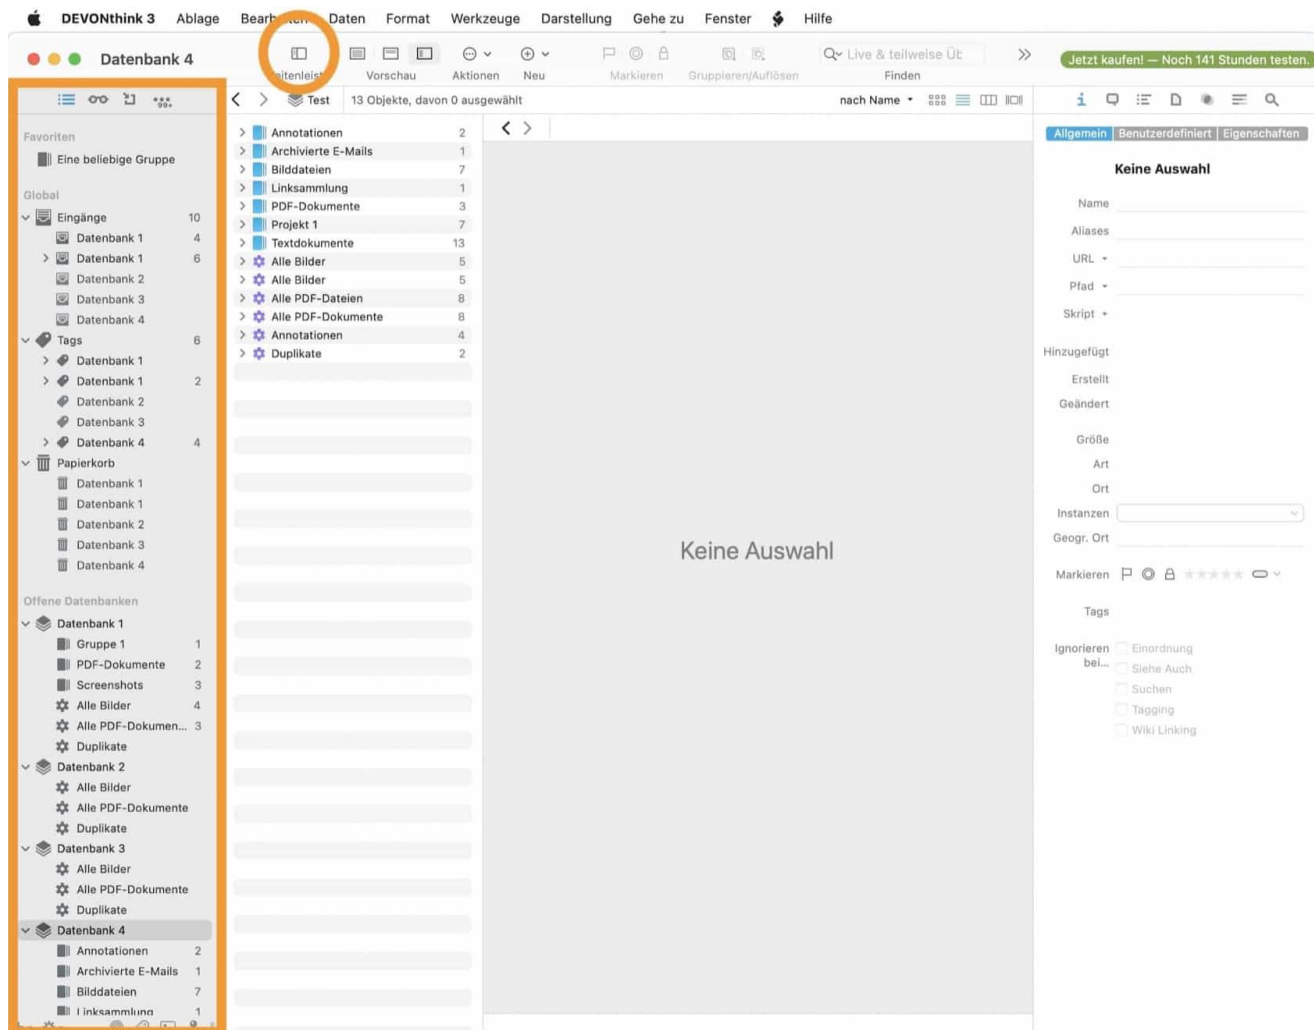 DEVONthink 3 Ablage Bearbeiten Daten Format Werkzeuge Darstellung Gehe zu Fenster Hilfe
Datenbank 4
Live & teilweise Üb
Jetzt kaufen! — Noch 141 Stunden testen.
Vorschau Aktionen Neu Markieren Gruppieren/Auflösen Finden
Test 13 Objekte, davon 0 ausgewählt nach Name
Favoriten
Eine beliebige Gruppe
Global
Eingänge 10
Datenbank 1 4
Datenbank 1 6
Datenbank 2
Datenbank 3
Datenbank 4
Tags 6
Datenbank 1
Datenbank 1 2
Datenbank 2
Datenbank 3
Datenbank 4 4
Papierkorb
Datenbank 1
Datenbank 1
Datenbank 2
Datenbank 3
Datenbank 4
Offene Datenbanken
Datenbank 1
Gruppe 1 1
PDF-Dokumente 2
Screenshots 3
Alle Bilder 4
Alle PDF-Dokumen... 3
Duplikate
Datenbank 2
Alle Bilder
Alle PDF-Dokumente
Duplikate
Datenbank 3
Alle Bilder
Alle PDF-Dokumente
Duplikate
Datenbank 4
Annotationen 2
Archivierte E-Mails 1
Bilddateien 7
Linksammlung 1
Annotationen 2
Archivierte E-Mails 1
Bilddateien 7
Linksammlung 1
PDF-Dokumente 3
Projekt 1 7
Textdokumente 13
Alle Bilder 5
Alle Bilder 5
Alle PDF-Dateien 8
Alle PDF-Dokumente 8
Annotationen 4
Duplikate 2
Keine Auswahl
Allgemein Benutzerdefiniert Eigenschaften
Keine Auswahl
Name
Aliases
URL
Pfad
Skript
Hinzugefügt
Erstellt
Geändert
Größe
Art
Ort
Instanzen
Geogr. Ort
Markieren
Tags
Ignorieren bei...
Einordnung
Siehe Auch
Suchen
Tagging
Wiki Linking